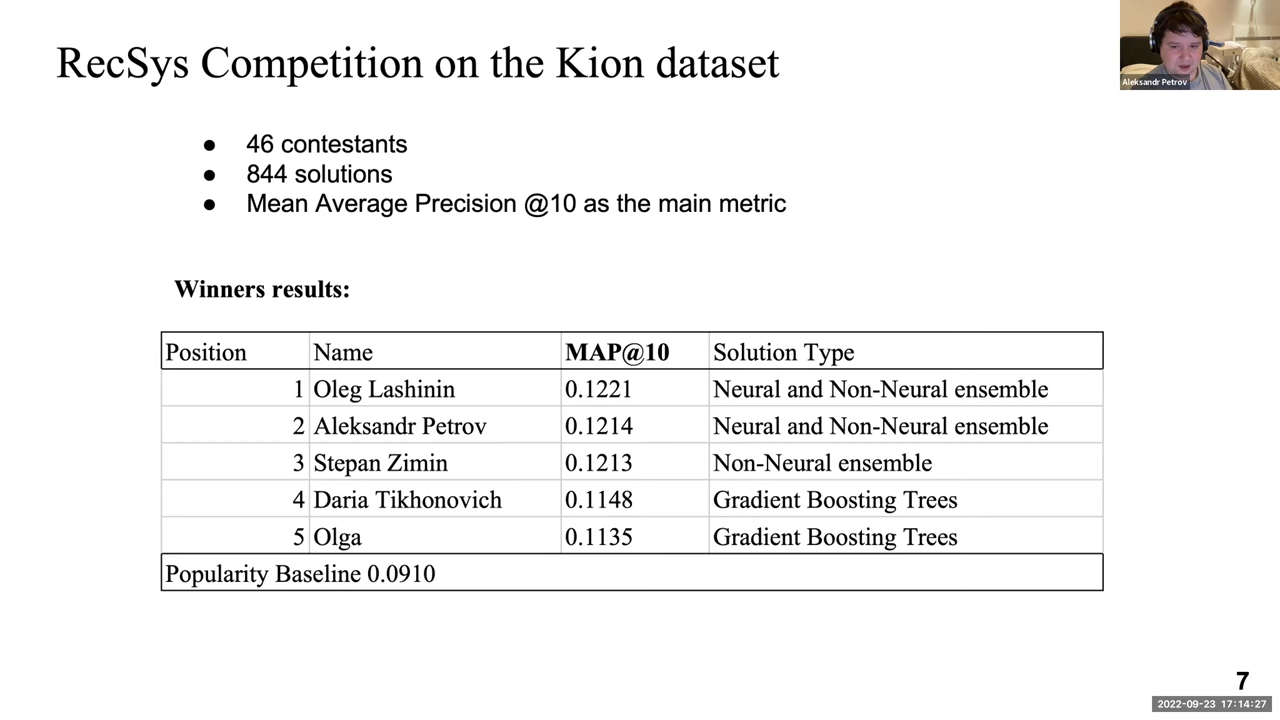 RecSys Competition on the Kion dataset
Aleksandr Petrov
● 46 contestants
● 844 solutions
● Mean Average Precision @10 as the main metric
Winners results:
Position Name MAP@10 Solution Type
1 Oleg Lashinin 0.1221 Neural and Non-Neural ensemble
2 Aleksandr Petrov 0.1214 Neural and Non-Neural ensemble
3 Stepan Zimin 0.1213 Non-Neural ensemble
4 Daria Tikhonovich 0.1148 Gradient Boosting Trees
5 Olga 0.1135 Gradient Boosting Trees
Popularity Baseline 0.0910
7
2022-09-23 17:14:27